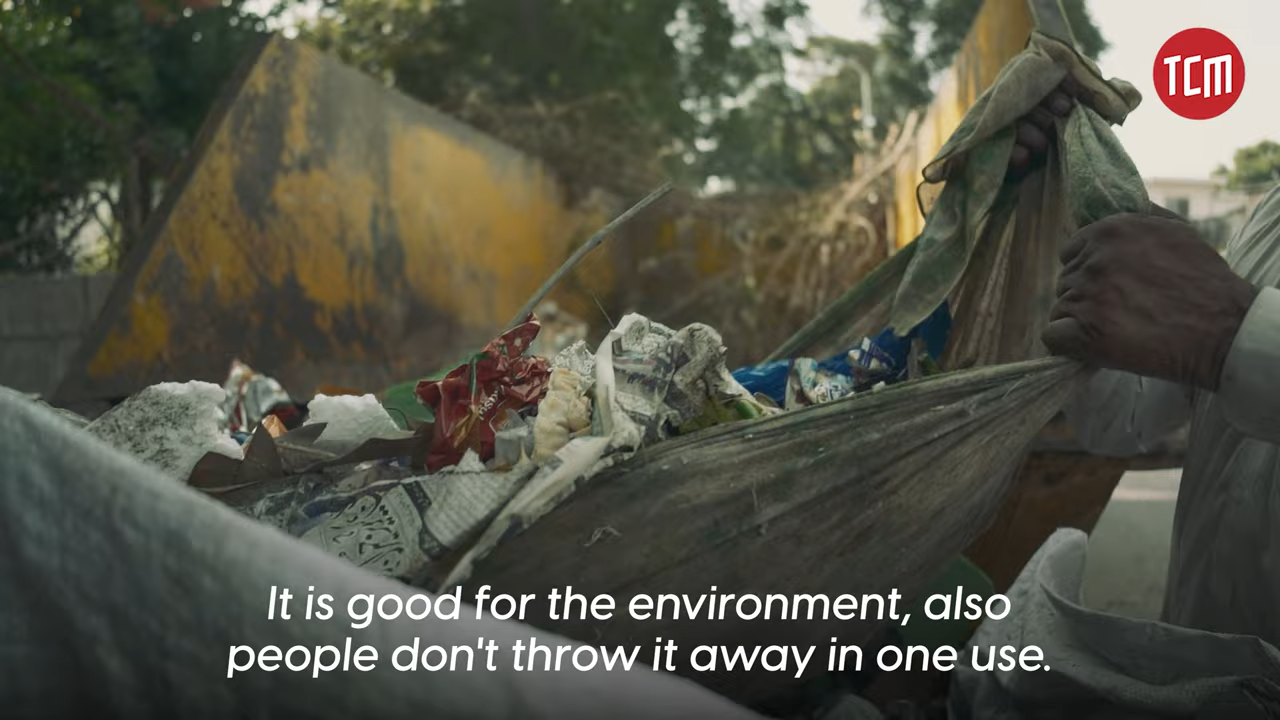 TCM
It is good for the environment, also
people don't throw it away in one use.